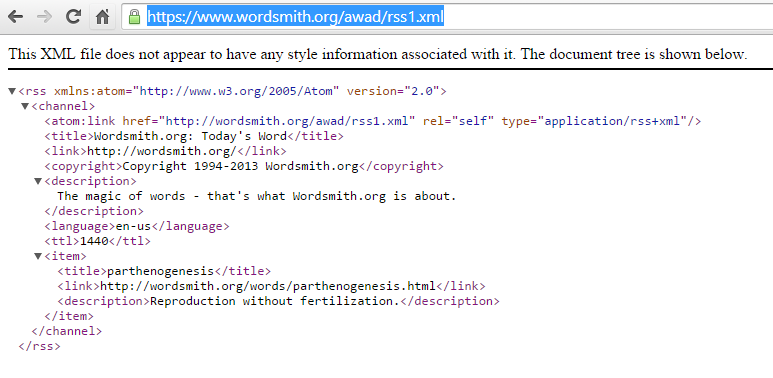 https://www.wordsmith.org/awad/rss1.xml
This XML file does not appear to have any style information associated with it. The document tree is shown below.
▼<rss xmlns:atom="http://www.w3.org/2005/Atom" version="2.0">
▼<channel>
<atom:link href="http://wordsmith.org/awad/rss1.xml" rel="self" type="application/rss+xml"/>
<title>Wordsmith.org: Today's Word</title>
<link>http://wordsmith.org/</link>
<copyright>Copyright 1994-2013 Wordsmith.org</copyright>
▼<description>
The magic of words - that's what Wordsmith.org is about.
</description>
<language>en-us</language>
<ttl>1440</ttl>
▼<item>
<title>parthenogenesis</title>
<link>http://wordsmith.org/words/parthenogenesis.html</link>
<description>Reproduction without fertilization.</description>
</item>
</channel>
</rss>